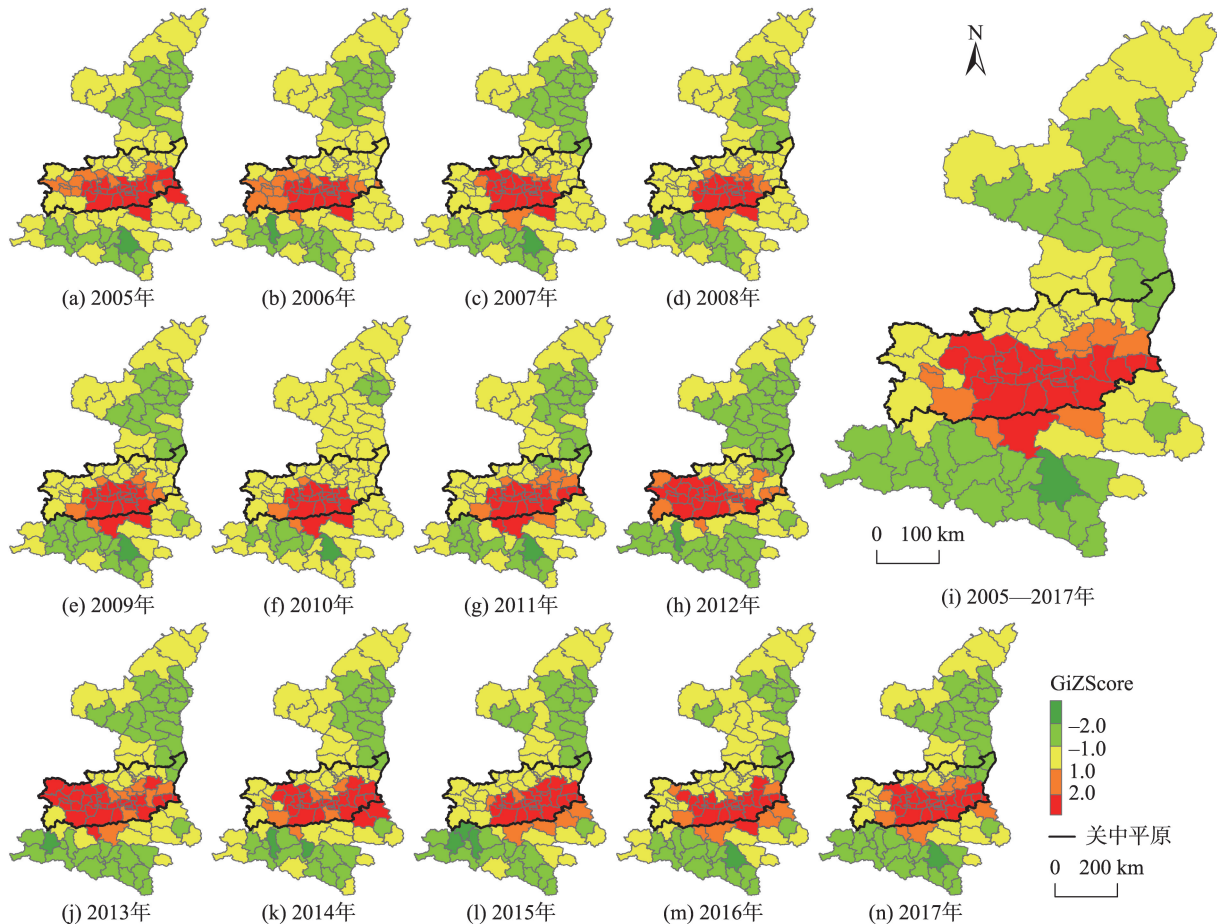 N
(a) 2005年
(b) 2006年
(c) 2007年
(d) 2008年
(e) 2009年
(f) 2010年
(g) 2011年
(h) 2012年
0 100 km
(i) 2005—2017年
(j) 2013年
(k) 2014年
(l) 2015年
(m) 2016年
(n) 2017年
GiZScore
−2.0
−1.0
1.0
2.0
关中平原
0 200 km